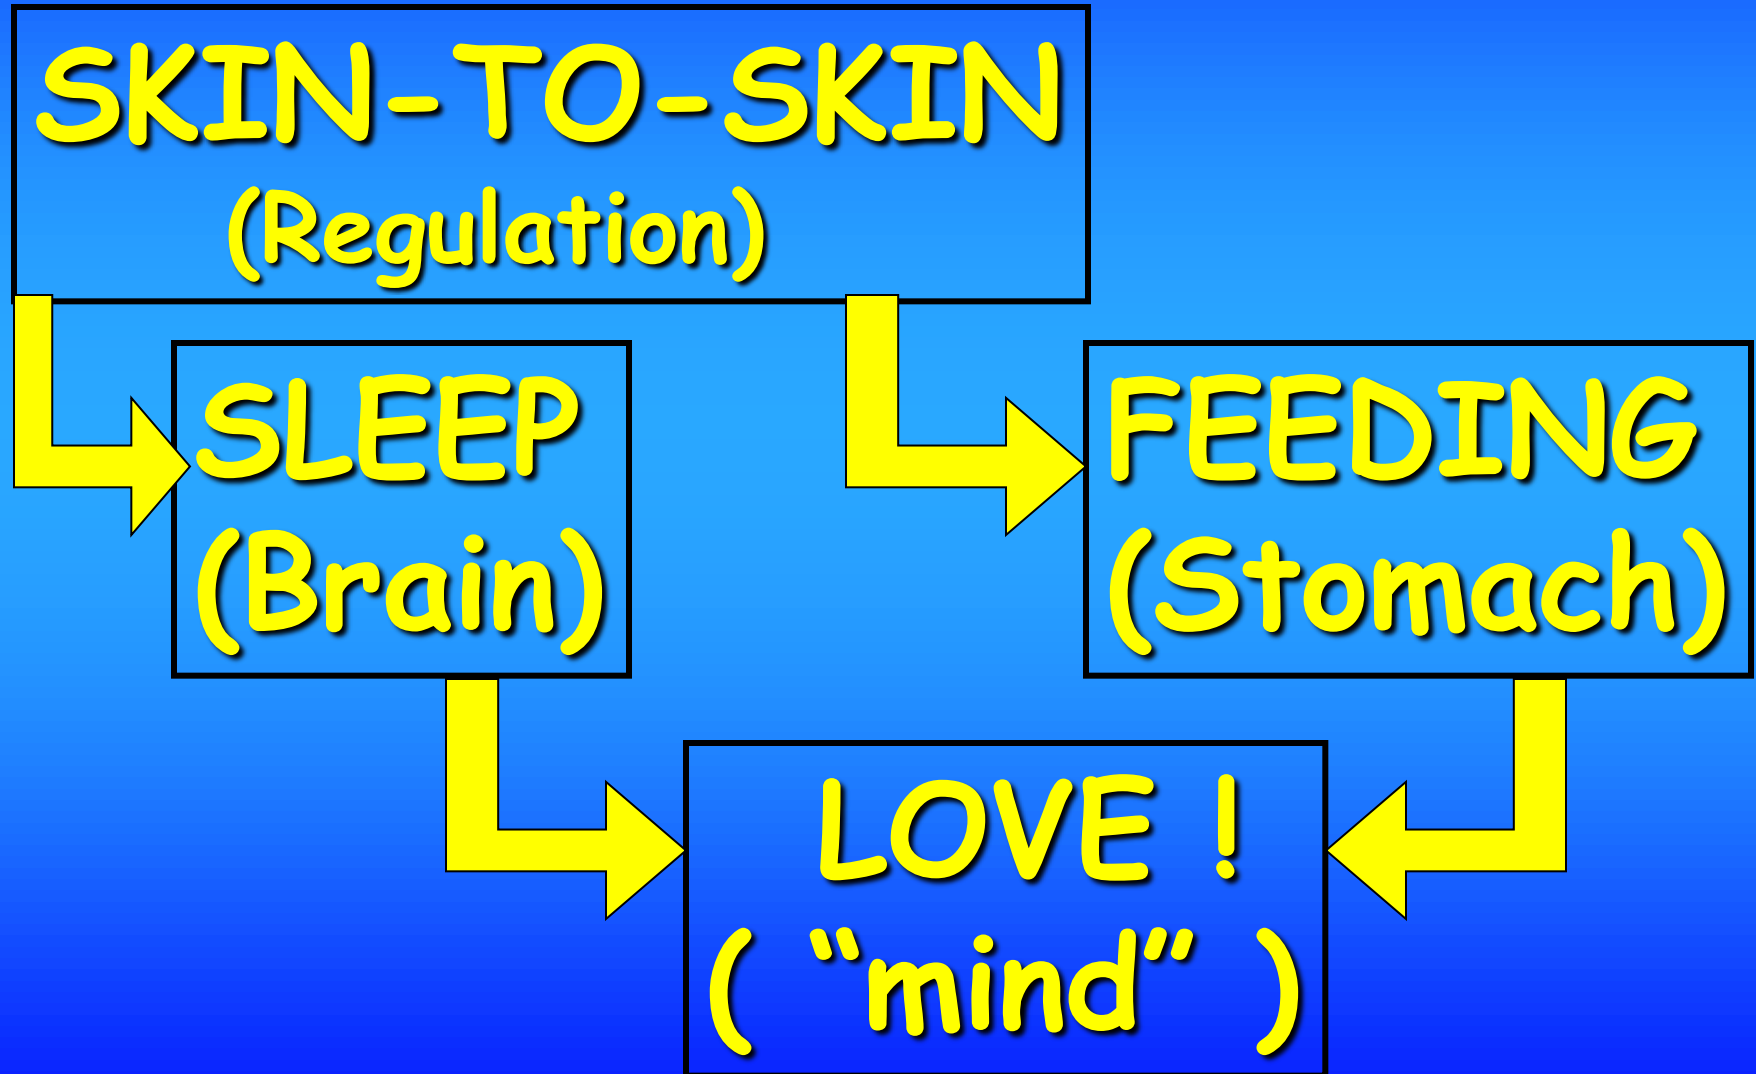 SKIN-TO-SKIN
(Regulation)
SLEEP
(Brain)
FEEDING
(Stomach)
LOVE !
( “mind” )